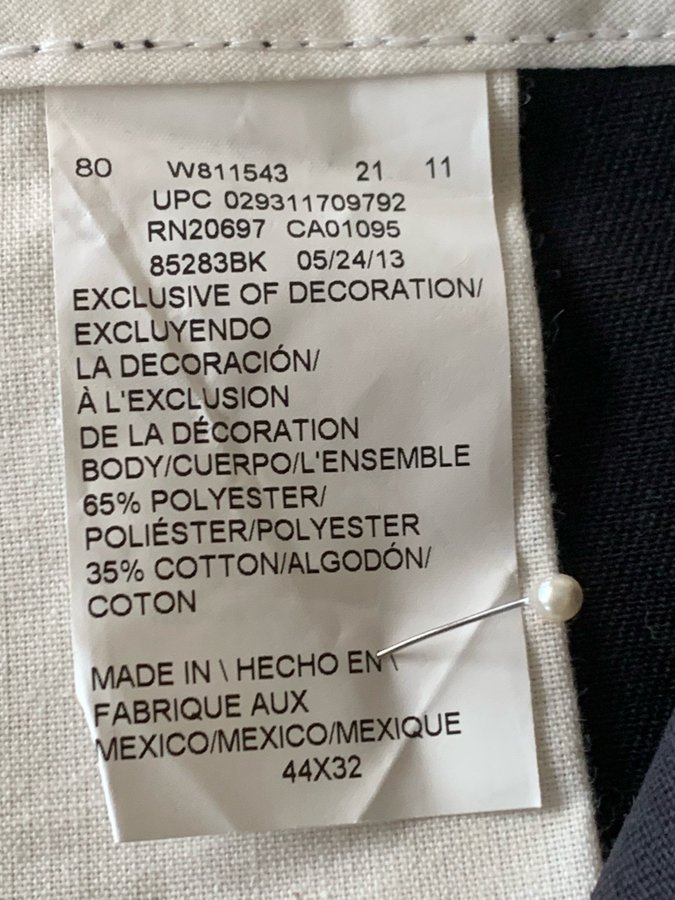 80 W811543 21 11
UPC 029311709792
RN20697 CA01095
85283BK 05/24/13
EXCLUSIVE OF DECORATION/
EXCLUYENDO
LA DECORACIÓN/
À L'EXCLUSION
DE LA DÉCORATION
BODY/CUERPO/L'ENSEMBLE
65% POLYESTER/
POLIÉSTER/POLYESTER
35% COTTON/ALGODÓN/
COTON
MADE IN \ HECHO EN \
FABRIQUE AUX
MEXICO/MEXICO/MEXIQUE
44X32